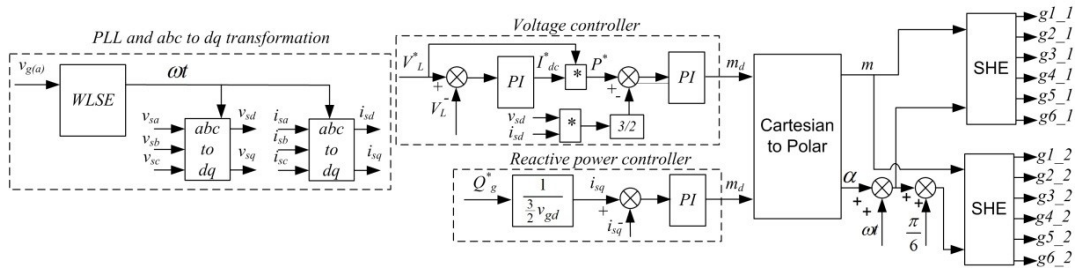 PLL and abc to dq transformation
v_g(a)
WLSE
ωt
v_sa
v_sb
v_sc
abc
to
dq
v_sd
v_sq
i_sa
i_sb
i_sc
abc
to
dq
i_sd
i_sq
Voltage controller
V*_L
+
-
V_L
PI
I*_dc
*
P*
+
-
PI
m_d
v_sd
i_sd
*
3/2
Reactive power controller
Q*_g
1
3/2 v_gd
i_sq
+
-
i_sq
PI
m_d
Cartesian
to Polar
m
α
+
+
ωt
+
+
π
6
SHE
g1_1
g2_1
g3_1
g4_1
g5_1
g6_1
SHE
g1_2
g2_2
g3_2
g4_2
g5_2
g6_2